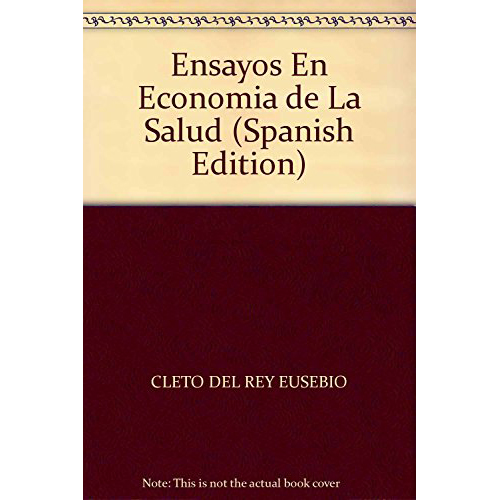 Ensayos En
Economia de La
Salud (Spanish
Edition)
CLETO DEL REY EUSEBIO
Note: This is not the actual book cover